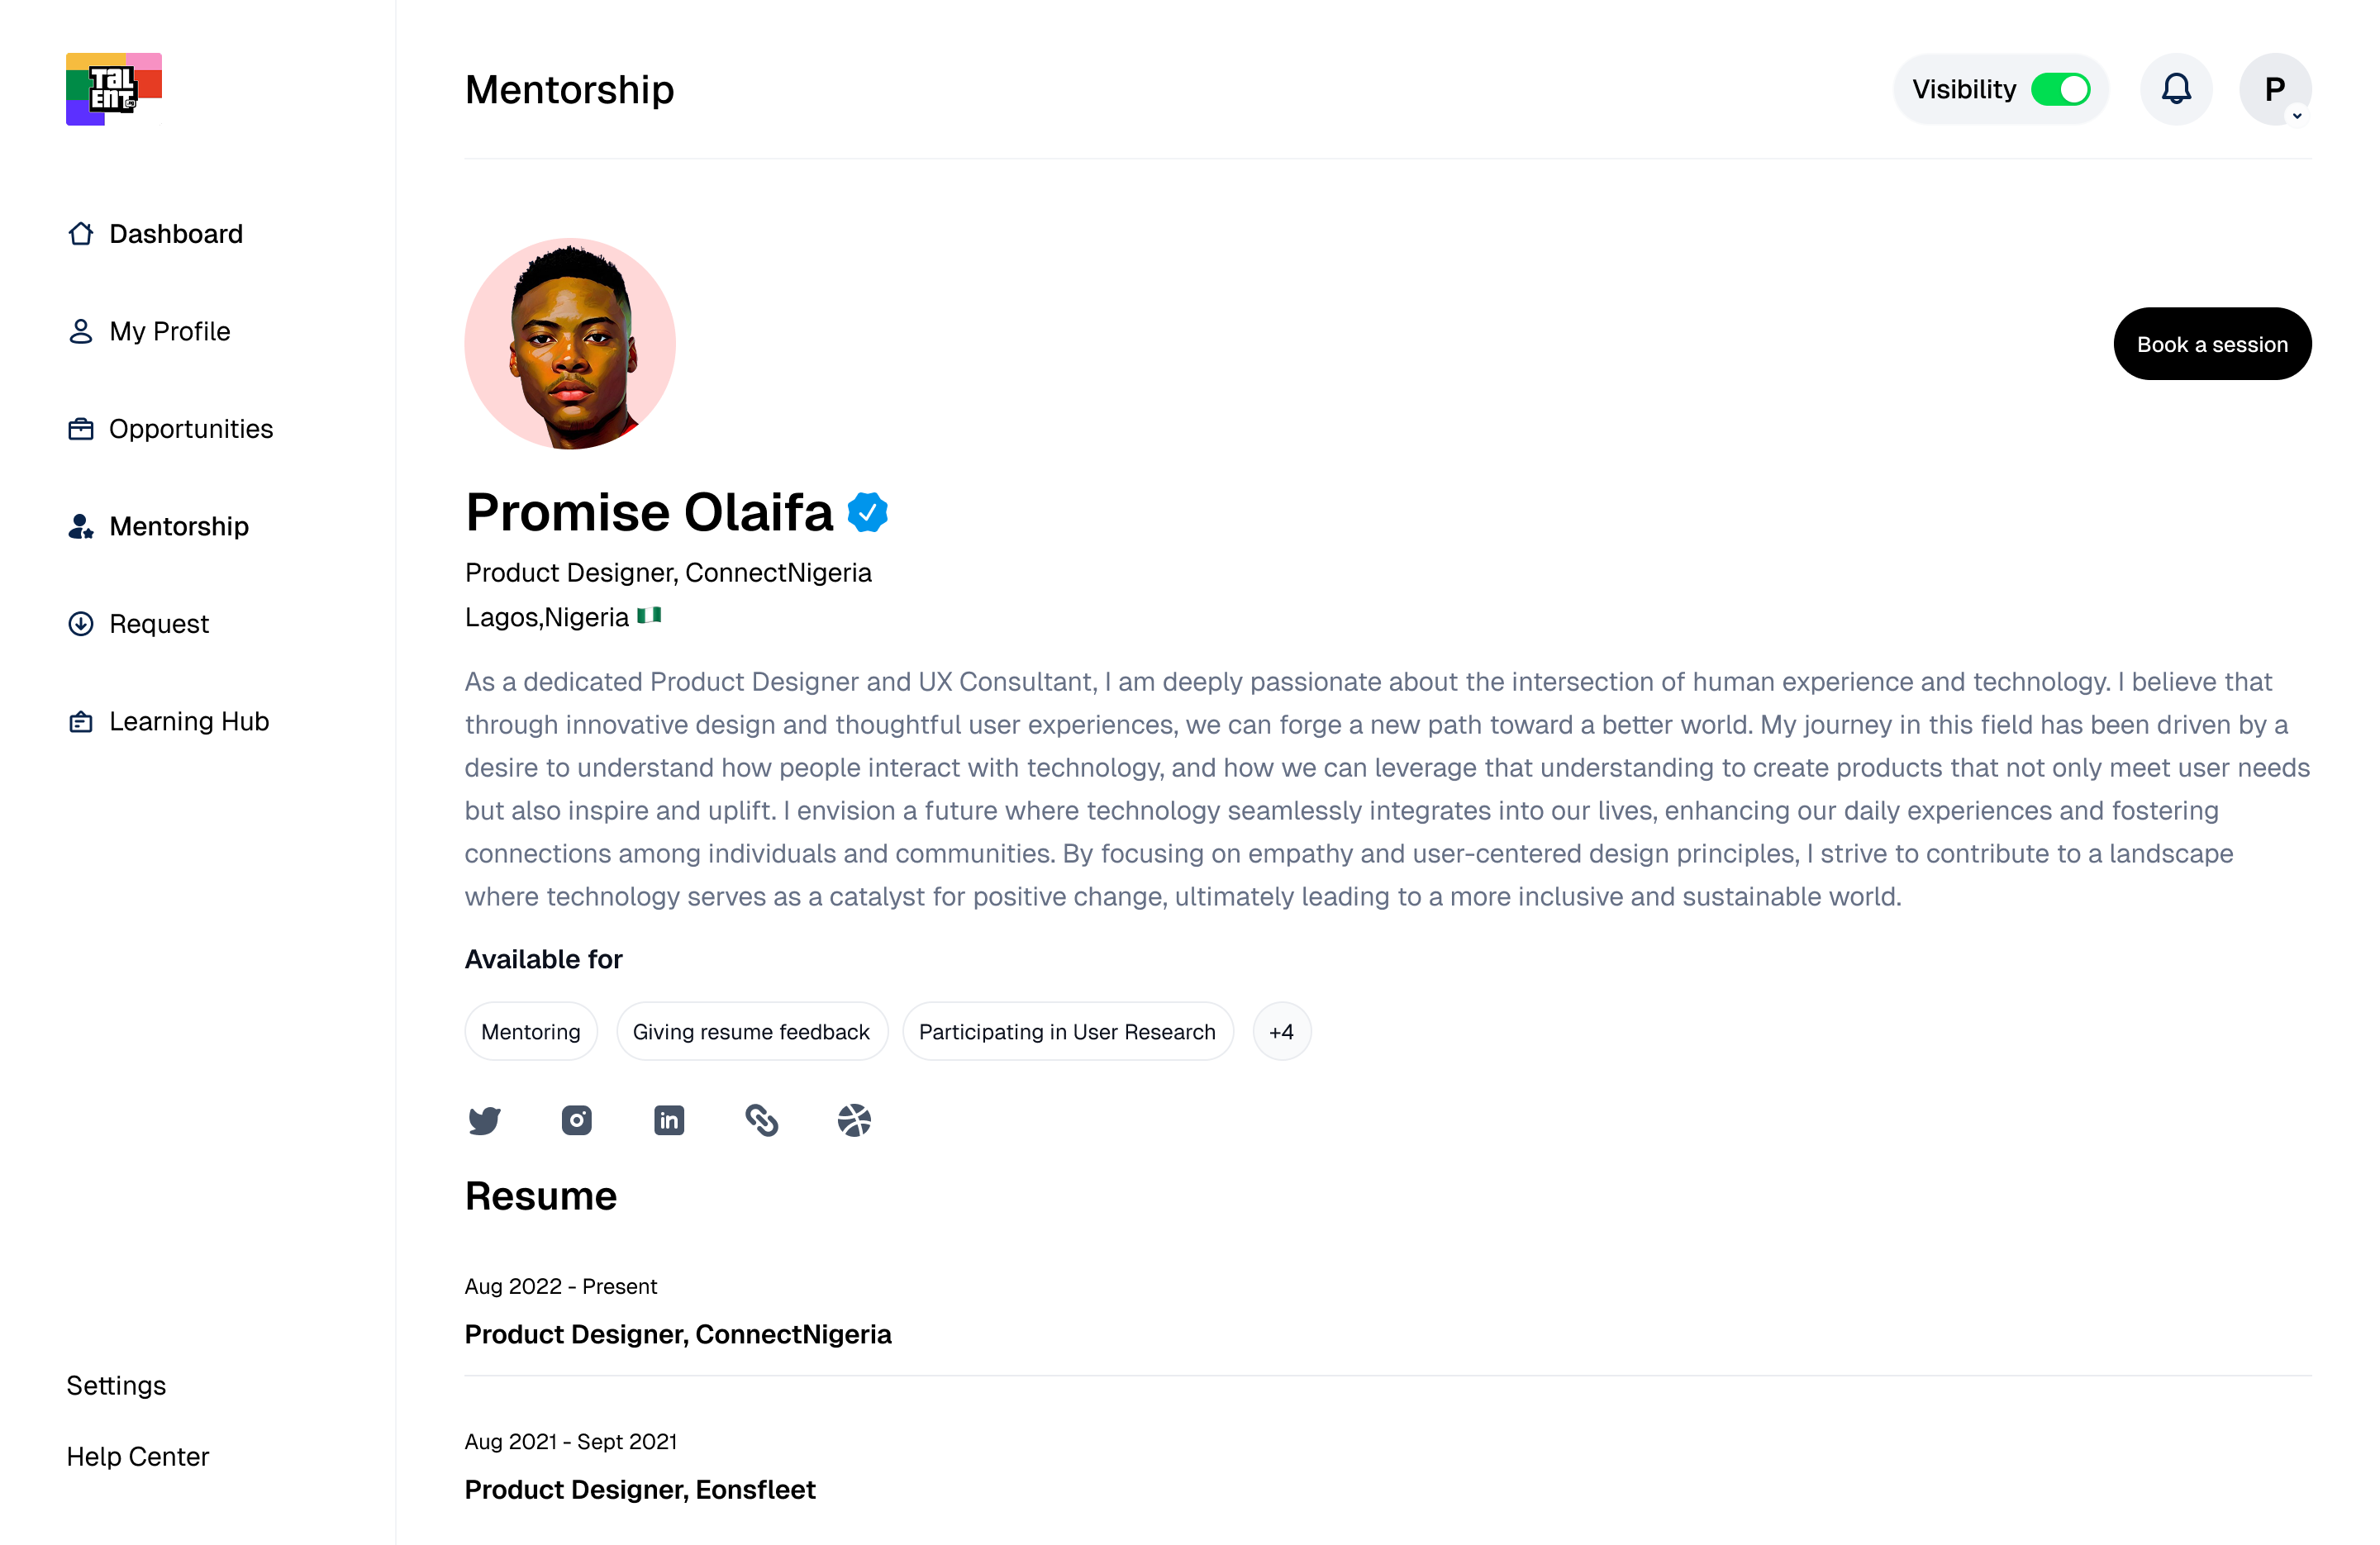 TaLENT
Mentorship
Visibility
P
Dashboard
My Profile
Opportunities
Mentorship
Request
Learning Hub
Settings
Help Center
Book a session
Promise Olaifa
Product Designer, ConnectNigeria
Lagos,Nigeria
As a dedicated Product Designer and UX Consultant, I am deeply passionate about the intersection of human experience and technology. I believe that
through innovative design and thoughtful user experiences, we can forge a new path toward a better world. My journey in this field has been driven by a
desire to understand how people interact with technology, and how we can leverage that understanding to create products that not only meet user needs
but also inspire and uplift. I envision a future where technology seamlessly integrates into our lives, enhancing our daily experiences and fostering
connections among individuals and communities. By focusing on empathy and user-centered design principles, I strive to contribute to a landscape
where technology serves as a catalyst for positive change, ultimately leading to a more inclusive and sustainable world.
Available for
Mentoring
Giving resume feedback
Participating in User Research
+4
in
Resume
Aug 2022 - Present
Product Designer, ConnectNigeria
Aug 2021 - Sept 2021
Product Designer, Eonsfleet